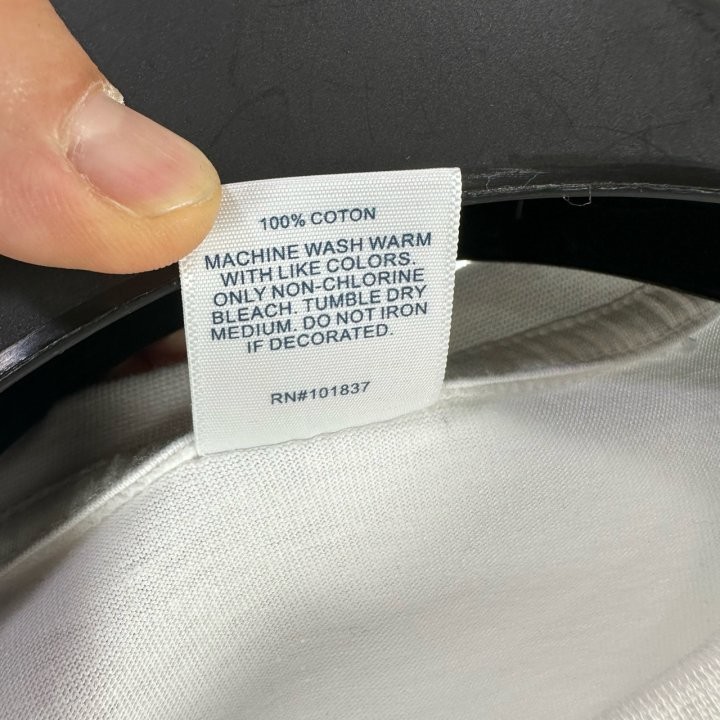 100% COTON
MACHINE WASH WARM
WITH LIKE COLORS.
ONLY NON-CHLORINE
BLEACH. TUMBLE DRY
MEDIUM. DO NOT IRON
IF DECORATED.
RN#101837